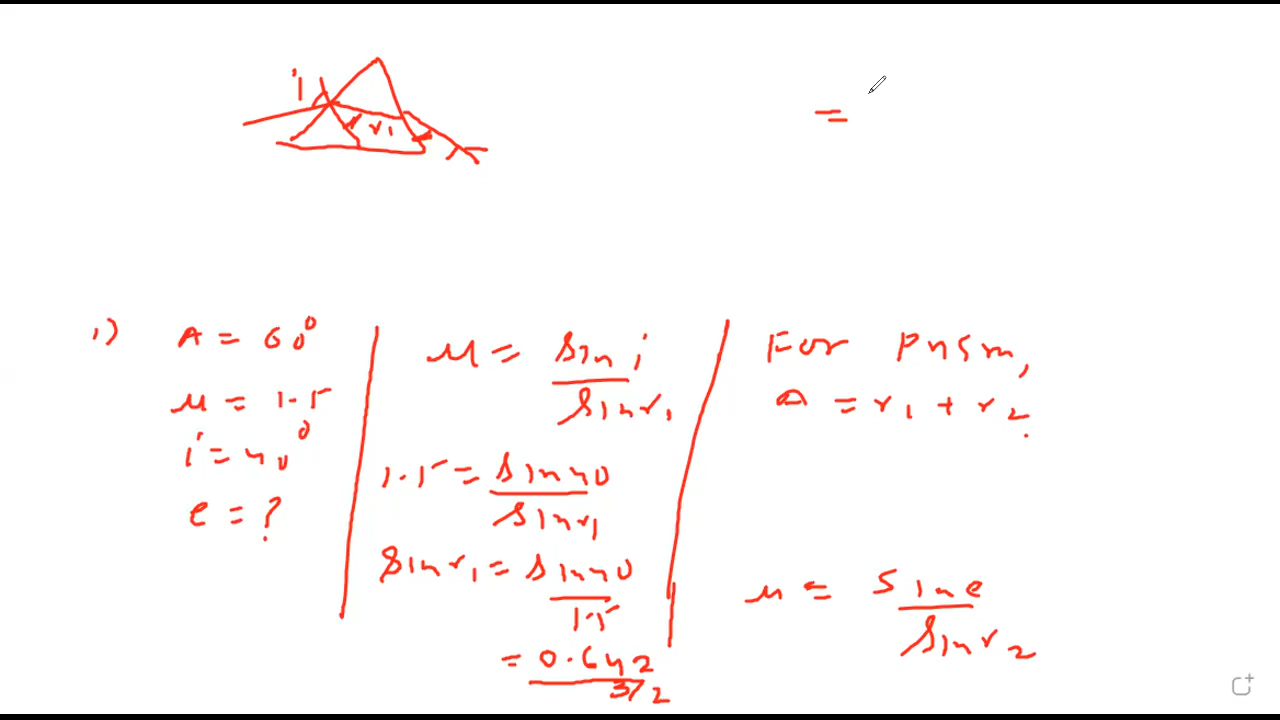 i
r1
=
1) A = 60°
μ = 1.5
i = 40°
e = ?
μ = sin i / sin r1
1.5 = sin 40 / sin r1
sin r1 = sin 40 / 1.5
= 0.642 / 3/2
For Prism,
A = r1 + r2
μ = sin e / sin r2